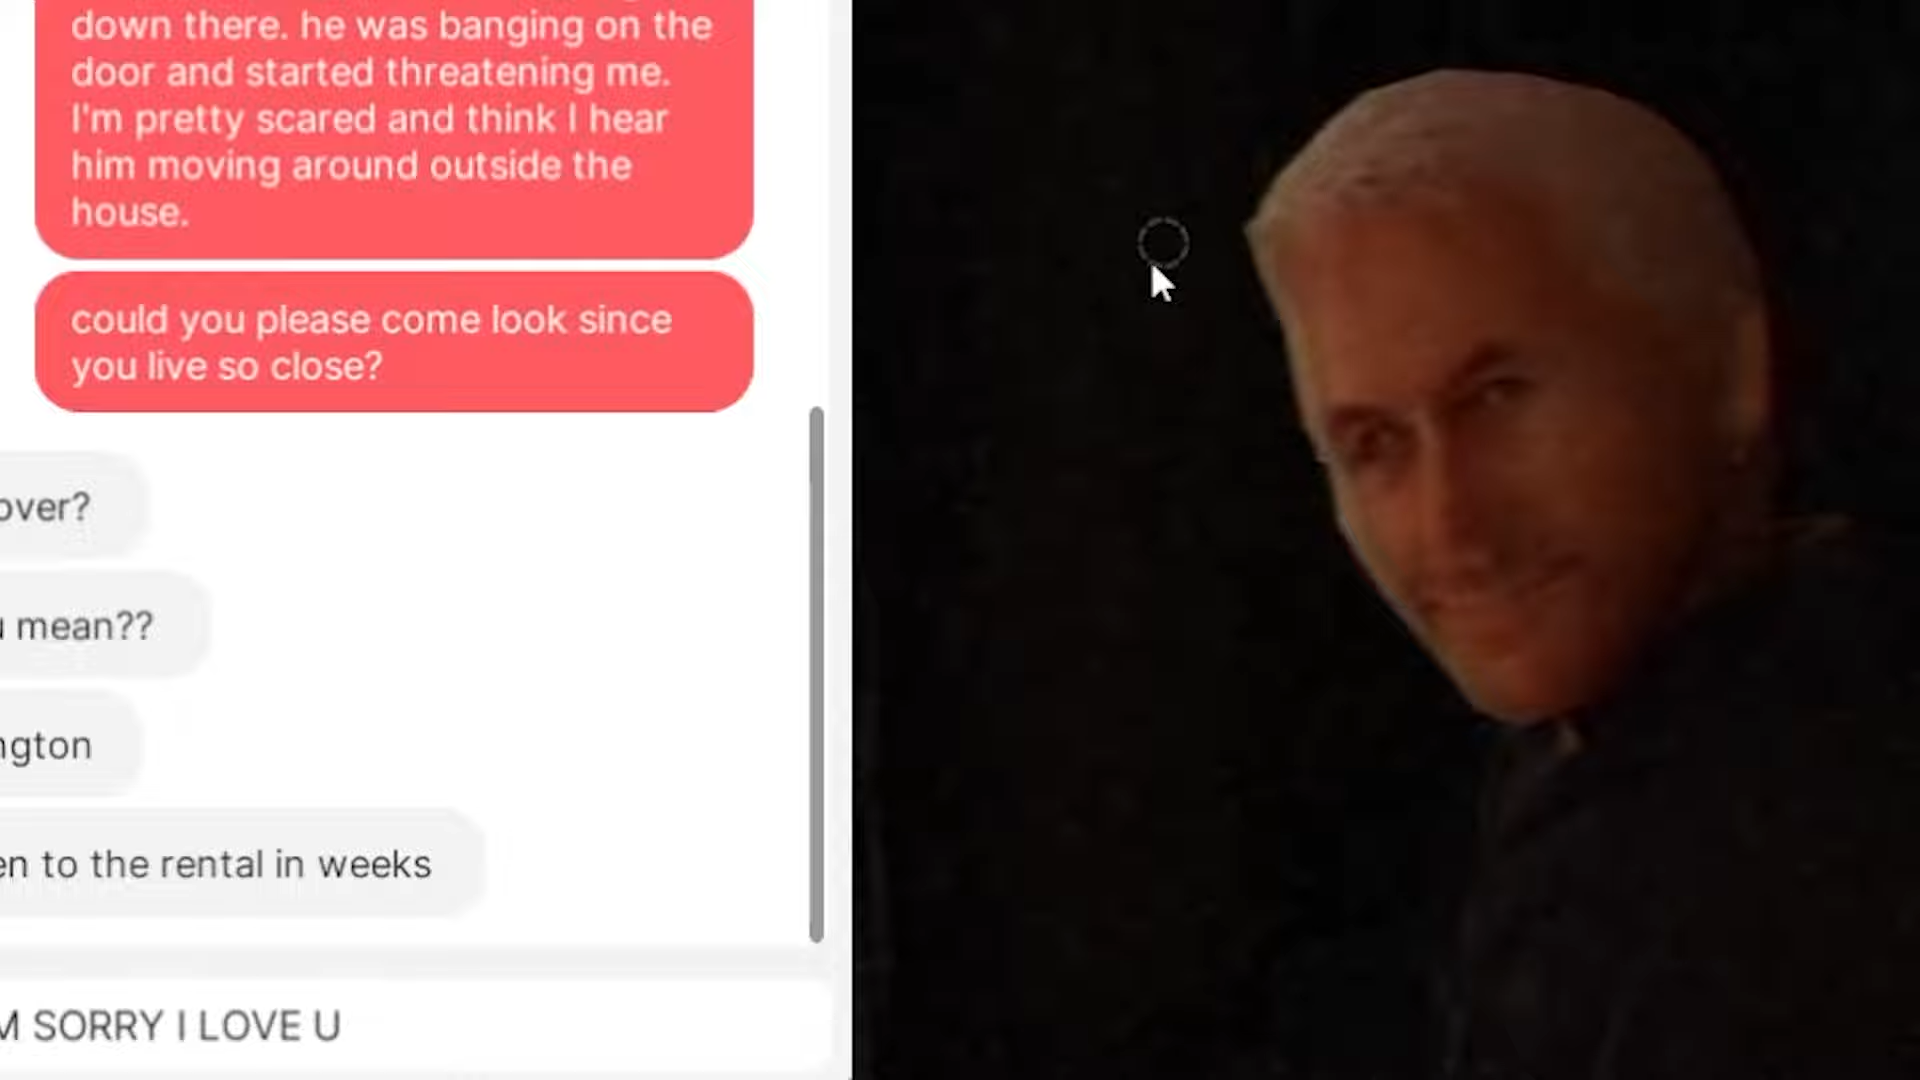 down there. he was banging on the
door and started threatening me.
I'm pretty scared and think I hear
him moving around outside the
house.
could you please come look since
you live so close?
over?
mean??
ngton
en to the rental in weeks
M SORRY I LOVE U